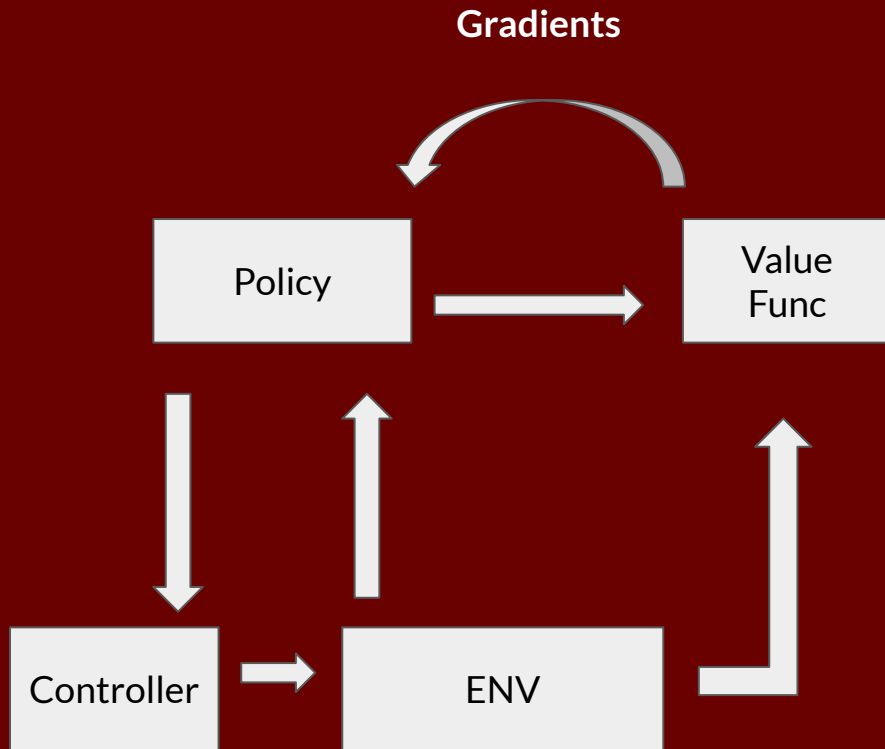 Gradients
Policy
Value
Func
Controller
ENV